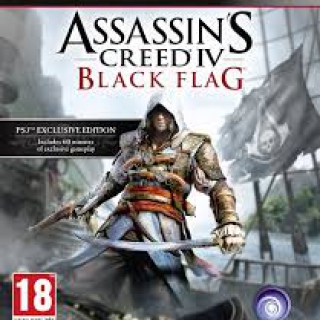 ASSASSIN'S
CREED IV
BLACK FLAG
PS3™ EXCLUSIVE EDITION
Includes 60 minutes
of exclusive gameplay
18